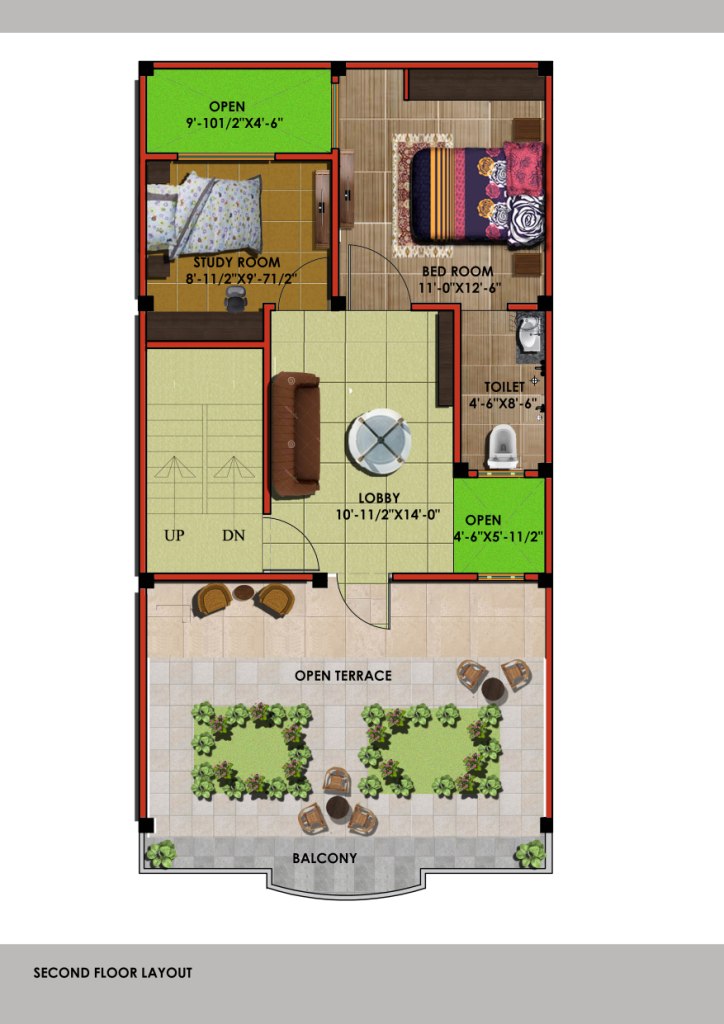 OPEN
9'-101/2"X4'-6"
STUDY ROOM
8'-11/2"X9'-71/2"
BED ROOM
11'-0"X12'-6"
TOILET
4'-6"X8'-6"
LOBBY
10'-11/2"X14'-0"
OPEN
4'-6"X5'-11/2"
UP DN
OPEN TERRACE
BALCONY
SECOND FLOOR LAYOUT